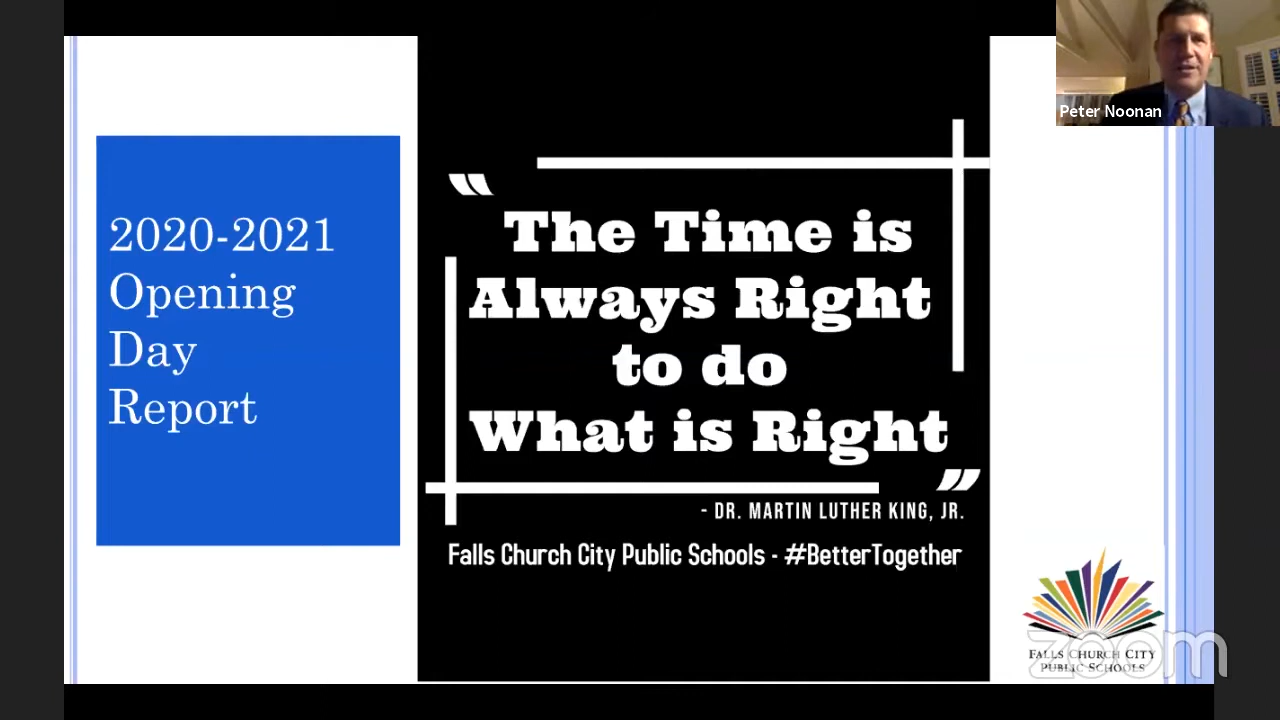 Peter Noonan
2020-2021
Opening
Day
Report
“
The Time is
Always Right
to do
What is Right
”
- DR. MARTIN LUTHER KING, JR.
Falls Church City Public Schools - #BetterTogether
FALLS CHURCH CITY
PUBLIC SCHOOLS
zoom